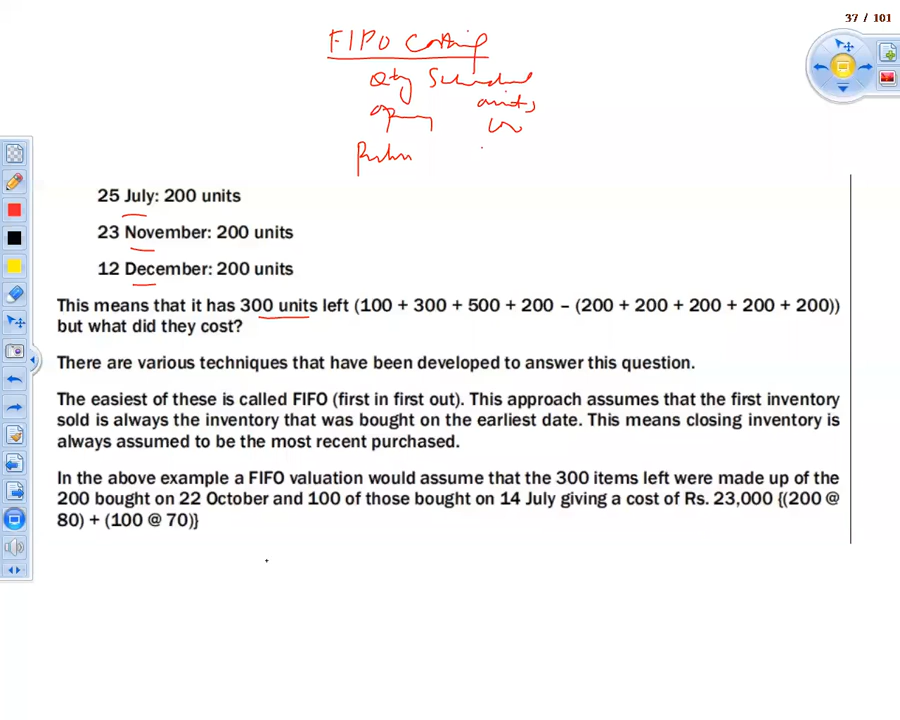 37 / 101
FIFO Costing
Qty Schedule
units
25 July: 200 units
23 November: 200 units
12 December: 200 units
This means that it has 300 units left (100 + 300 + 500 + 200 – (200 + 200 + 200 + 200 + 200))
but what did they cost?
There are various techniques that have been developed to answer this question.
The easiest of these is called FIFO (first in first out). This approach assumes that the first inventory
sold is always the inventory that was bought on the earliest date. This means closing inventory is
always assumed to be the most recent purchased.
In the above example a FIFO valuation would assume that the 300 items left were made up of the
200 bought on 22 October and 100 of those bought on 14 July giving a cost of Rs. 23,000 {(200 @
80) + (100 @ 70)}